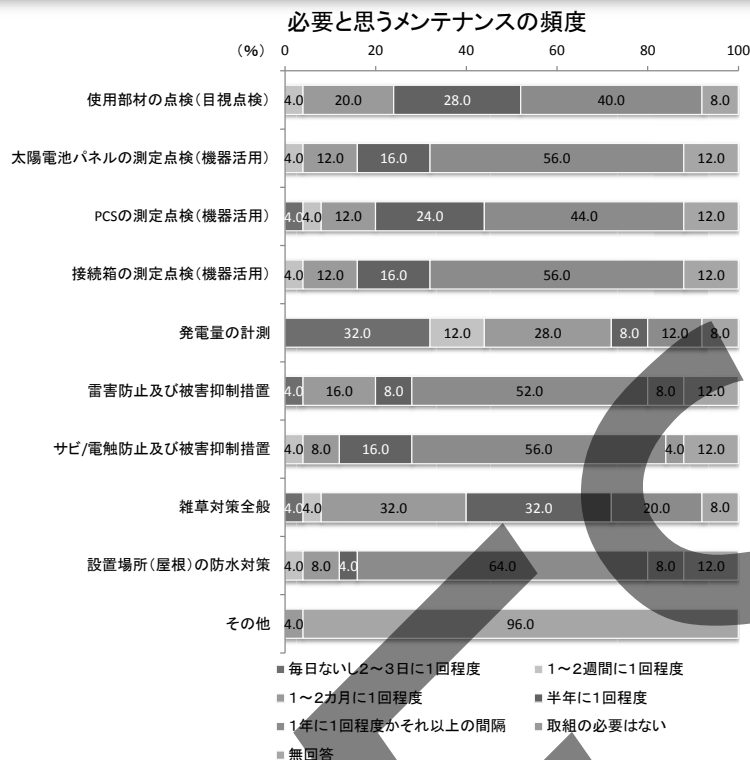 必要と思うメンテナンスの頻度
(%) 0 20 40 60 80 100
使用部材の点検(目視点検) 4.0 20.0 28.0 40.0 8.0
太陽電池パネルの測定点検(機器活用) 4.0 12.0 16.0 56.0 12.0
PCSの測定点検(機器活用) 4.0 4.0 12.0 24.0 44.0 12.0
接続箱の測定点検(機器活用) 4.0 12.0 16.0 56.0 12.0
発電量の計測 32.0 12.0 28.0 8.0 12.0 8.0
雷害防止及び被害抑制措置 4.0 16.0 8.0 52.0 8.0 12.0
サビ/電触防止及び被害抑制措置 4.0 8.0 16.0 56.0 4.0 12.0
雑草対策全般 4.0 4.0 32.0 32.0 20.0 8.0
設置場所(屋根)の防水対策 4.0 8.0 4.0 64.0 8.0 12.0
その他 4.0 96.0
■毎日ないし2~3日に1回程度 ■1~2週間に1回程度
■1~2カ月に1回程度 ■半年に1回程度
■1年に1回程度かそれ以上の間隔 ■取組の必要はない
■無回答